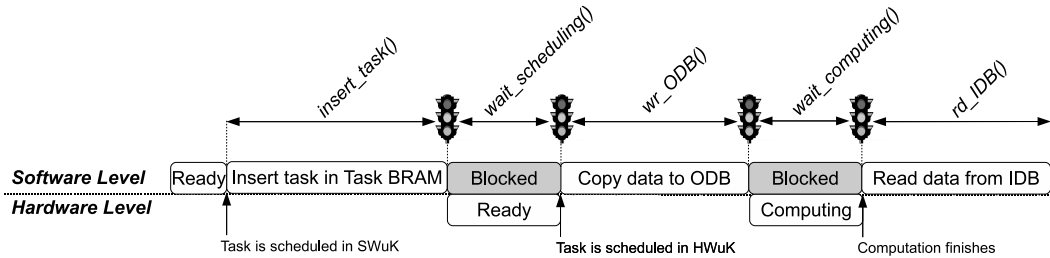 insert_task()
wait_scheduling()
wr_ODB()
wait_computing()
rd_IDB()
Software Level
Ready
Insert task in Task BRAM
Blocked
Copy data to ODB
Blocked
Read data from IDB
Hardware Level
Ready
Computing
Task is scheduled in SWuK
Task is scheduled in HWuK
Computation finishes